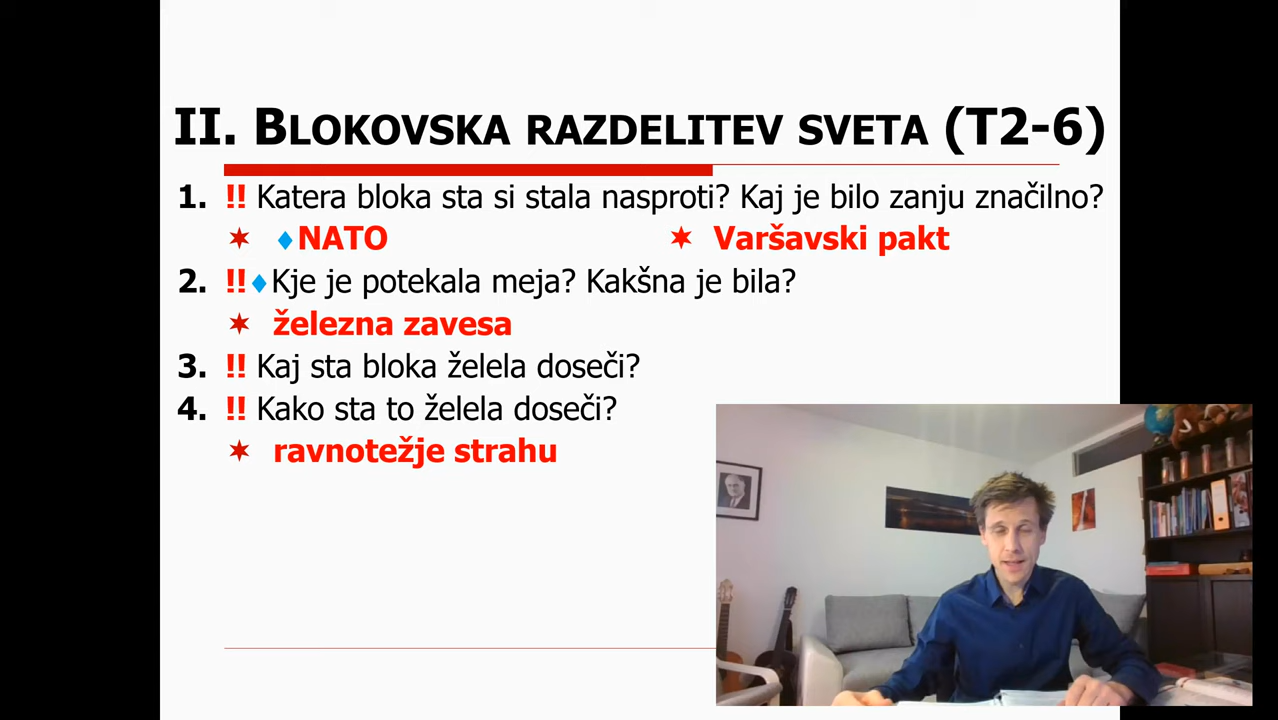 II. BLOKOVSKA RAZDELITEV SVETA (T2-6)
1. !! Katera bloka sta si stala nasproti? Kaj je bilo zanju značilno?
NATO Varšavski pakt
2. !! Kje je potekala meja? Kakšna je bila?
železna zavesa
3. !! Kaj sta bloka želela doseči?
4. !! Kako sta to želela doseči?
ravnotežje strahu